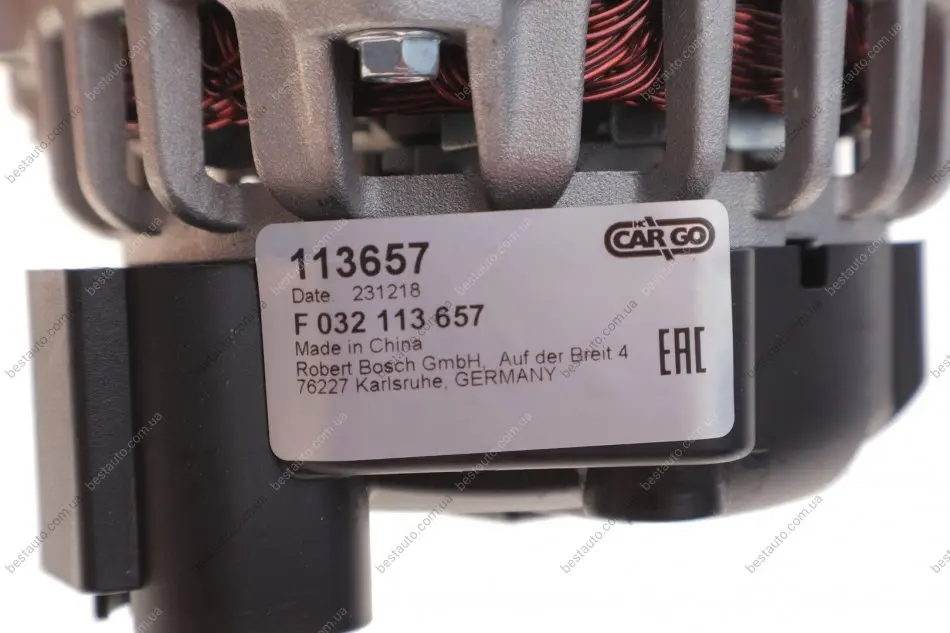 113657
HC
CARGO
Date. 231218
F 032 113 657
Made in China
Robert Bosch GmbH, Auf der Breit 4
76227 Karlsruhe, GERMANY
EAC
bestauto.com.ua